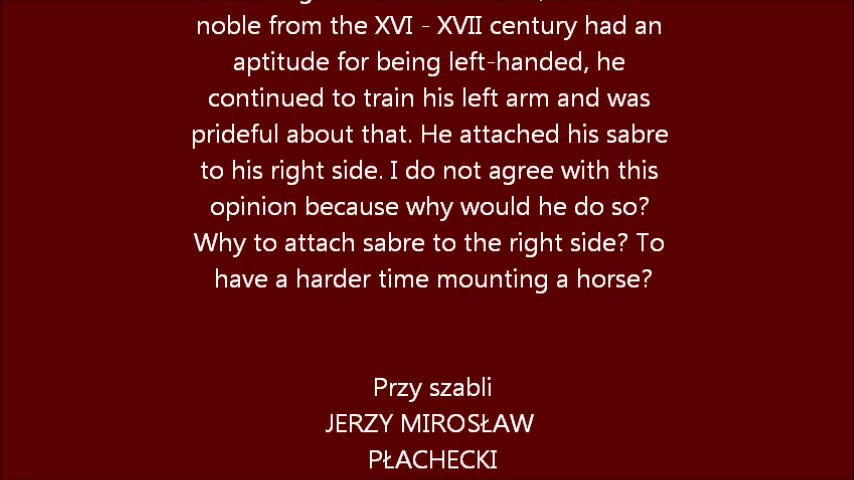 noble from the XVI - XVII century had an
aptitude for being left-handed, he
continued to train his left arm and was
prideful about that. He attached his sabre
to his right side. I do not agree with this
opinion because why would he do so?
Why to attach sabre to the right side? To
have a harder time mounting a horse?
Przy szabli
JERZY MIROSŁAW
PŁACHECKI